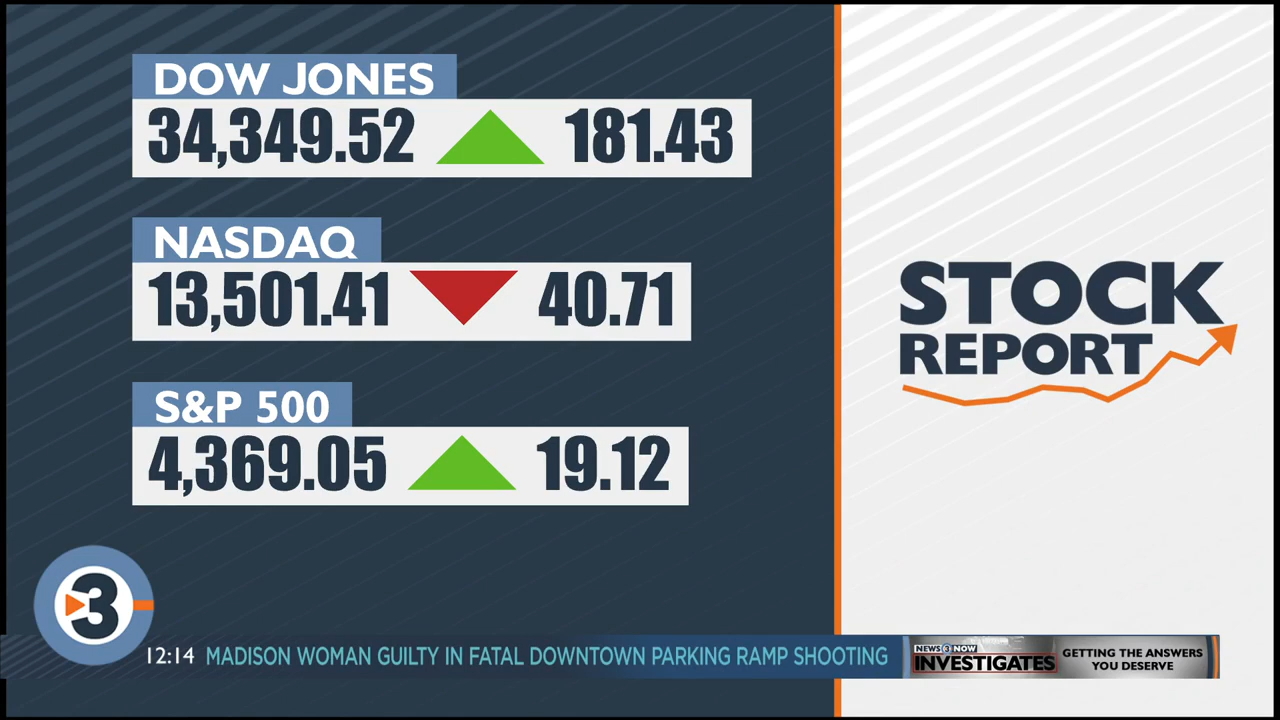 DOW JONES
34,349.52 181.43
NASDAQ
13,501.41 40.71
S&P 500
4,369.05 19.12
STOCK
REPORT
3
12:14 MADISON WOMAN GUILTY IN FATAL DOWNTOWN PARKING RAMP SHOOTING
NEWS 3 NOW
INVESTIGATES
GETTING THE ANSWERS
YOU DESERVE